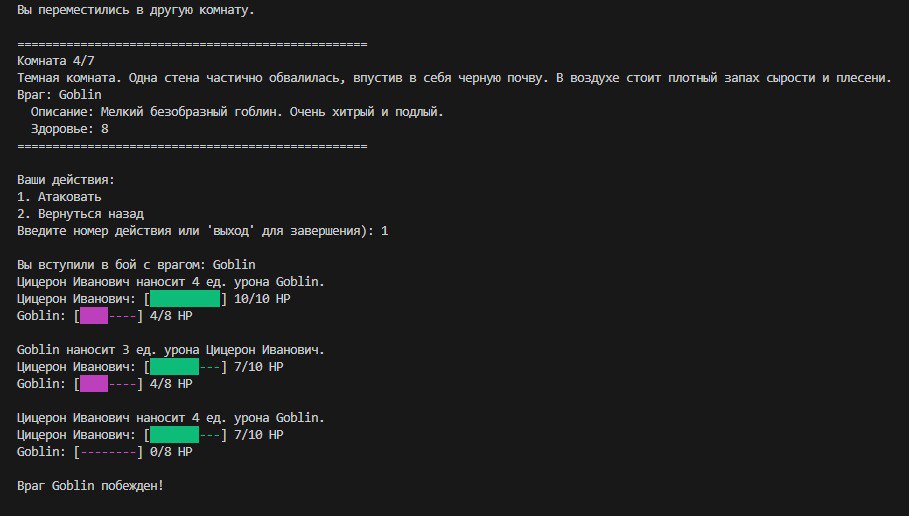 Вы переместились в другую комнату.
==================================================
Комната 4/7
Темная комната. Одна стена частично обвалилась, впустив в себя черную почву. В воздухе стоит плотный запах сырости и плесени.
Враг: Goblin
  Описание: Мелкий безобразный гоблин. Очень хитрый и подлый.
  Здоровье: 8
==================================================
Ваши действия:
1. Атаковать
2. Вернуться назад
Введите номер действия или 'выход' для завершения): 1
Вы вступили в бой с врагом: Goblin
Цицерон Иванович наносит 4 ед. урона Goblin.
Цицерон Иванович: [██████████] 10/10 HP
Goblin: [████----] 4/8 HP
Goblin наносит 3 ед. урона Цицерон Иванович.
Цицерон Иванович: [███████---] 7/10 HP
Goblin: [████----] 4/8 HP
Цицерон Иванович наносит 4 ед. урона Goblin.
Цицерон Иванович: [███████---] 7/10 HP
Goblin: [--------] 0/8 HP
Враг Goblin побежден!